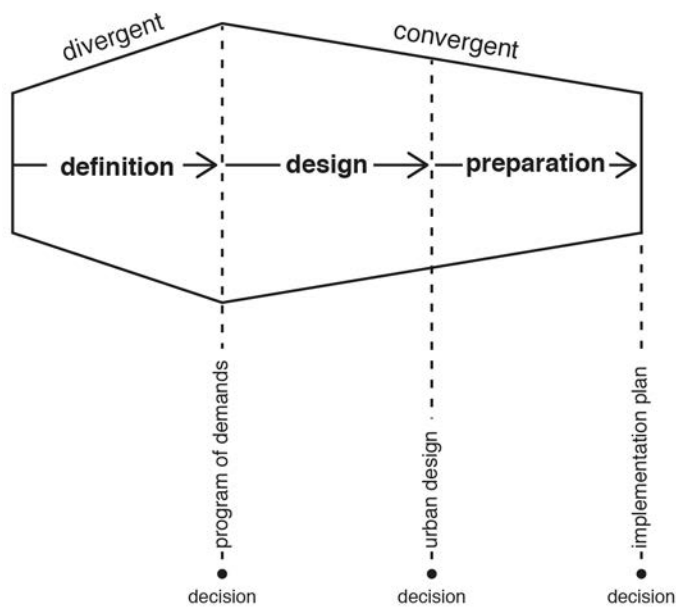 divergent
convergent
definition
design
preparation
program of demands
urban design
implementation plan
decision
decision
decision